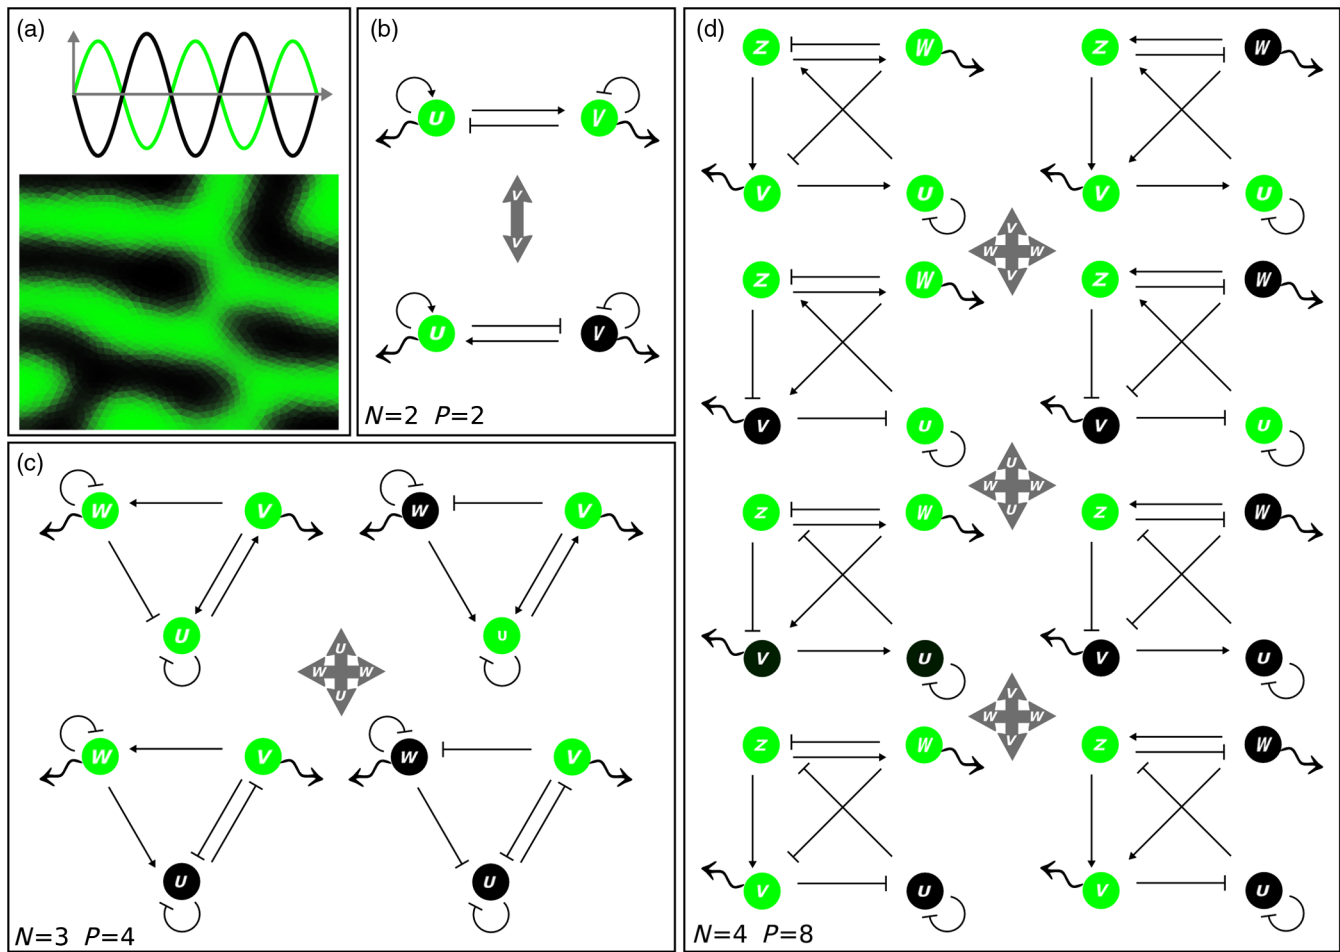 (a)
(b)
U V
V
V
U V
N=2 P=2
(c)
W V W V
U U
U
W W
U
W V W V
U U
N=3 P=4
(d)
Z W Z W
V U V U
V
W W
V
Z W Z W
V U V U
U
W W
U
Z W Z W
V U V U
V
W W
V
Z W Z W
V U V U
N=4 P=8